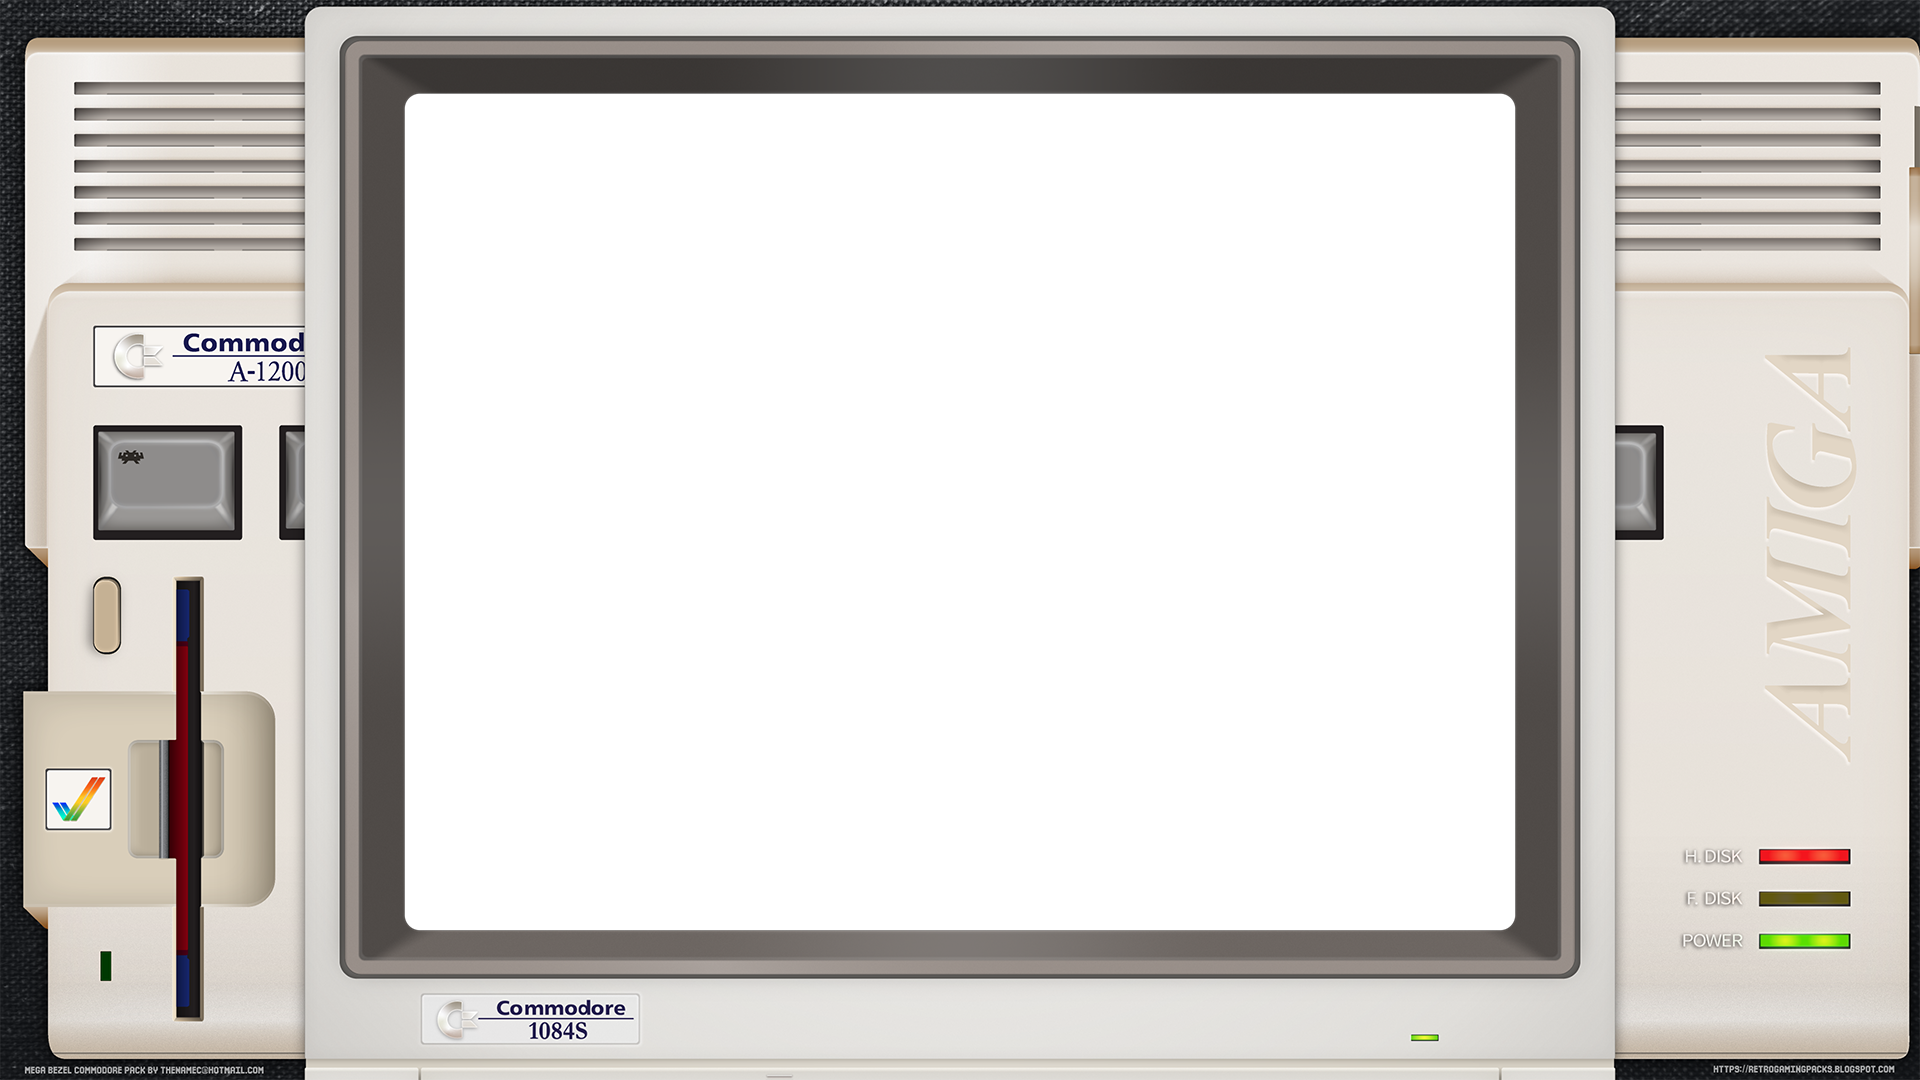 Commod
A-1200
AMIGA
H. DISK
F. DISK
POWER
Commodore
1084S
MEGA BEZEL COMMODORE PACK BY THENAMEC@HOTMAIL.COM
HTTPS://RETROGAMINGPACKS.BLOGSPOT.COM